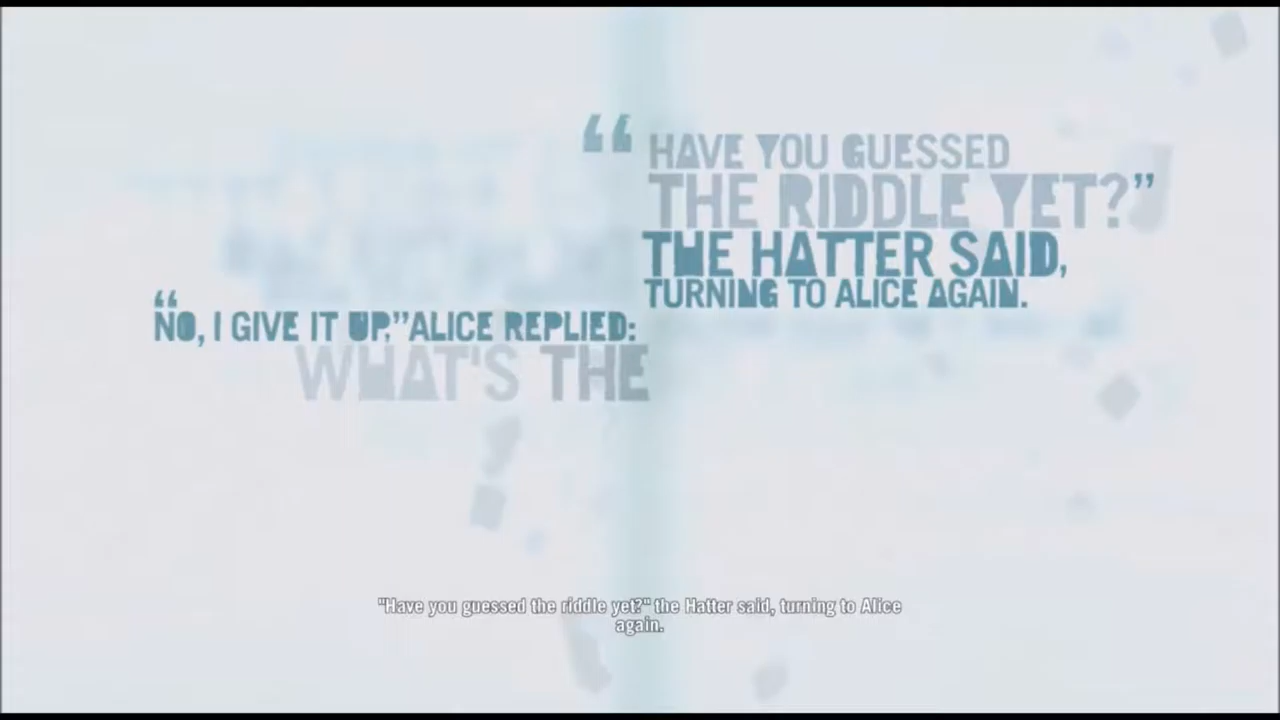 “ HAVE YOU GUESSED
THE RIDDLE YET?”
THE HATTER SAID,
TURNING TO ALICE AGAIN.
“NO, I GIVE IT UP,”ALICE REPLIED:
WHAT'S THE
"Have you guessed the riddle yet?" the Hatter said, turning to Alice
again.